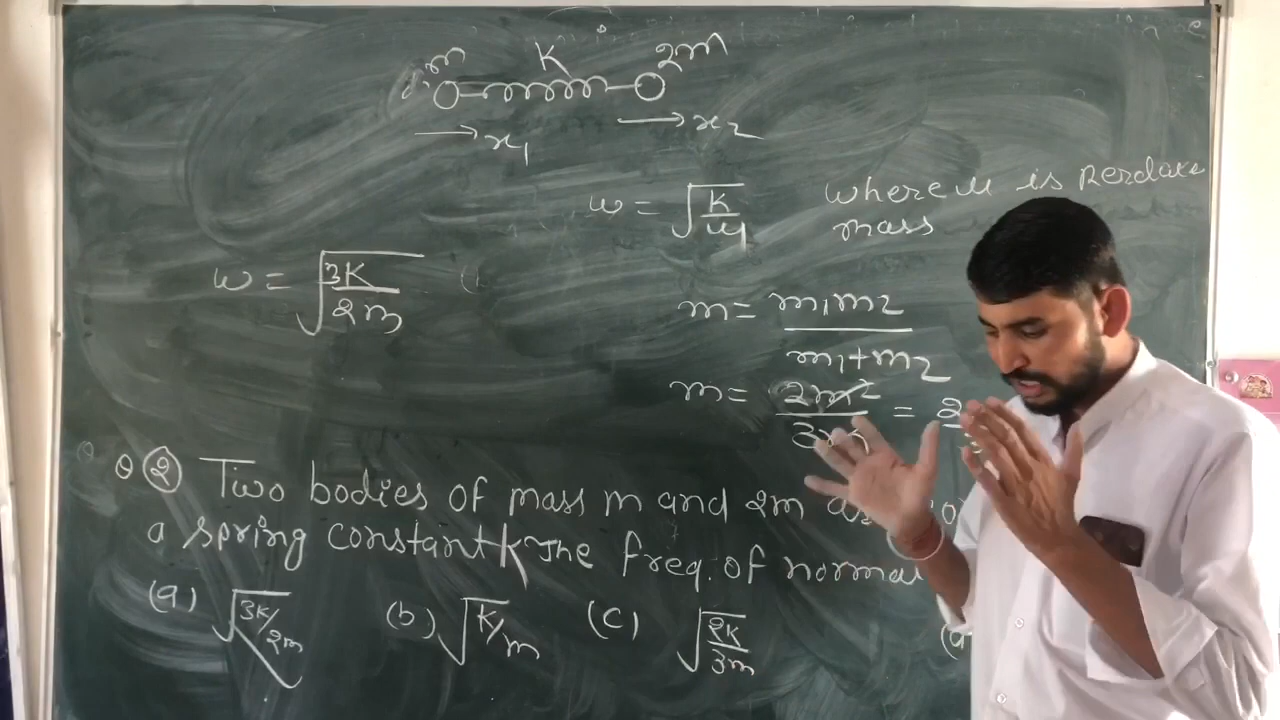 m K 2m
x₁ x₂
ω = √(K/μ) where μ is Perduate
mass
ω = √(3K/2m)
m = m₁m₂/(m₁+m₂)
m = 2m²/3m = 2
Q ② Two bodies of mass m and 2m
a spring constant K The freq. of normal
(a) √(3K/2m) (b) √(K/m) (c) √(2K/3m)